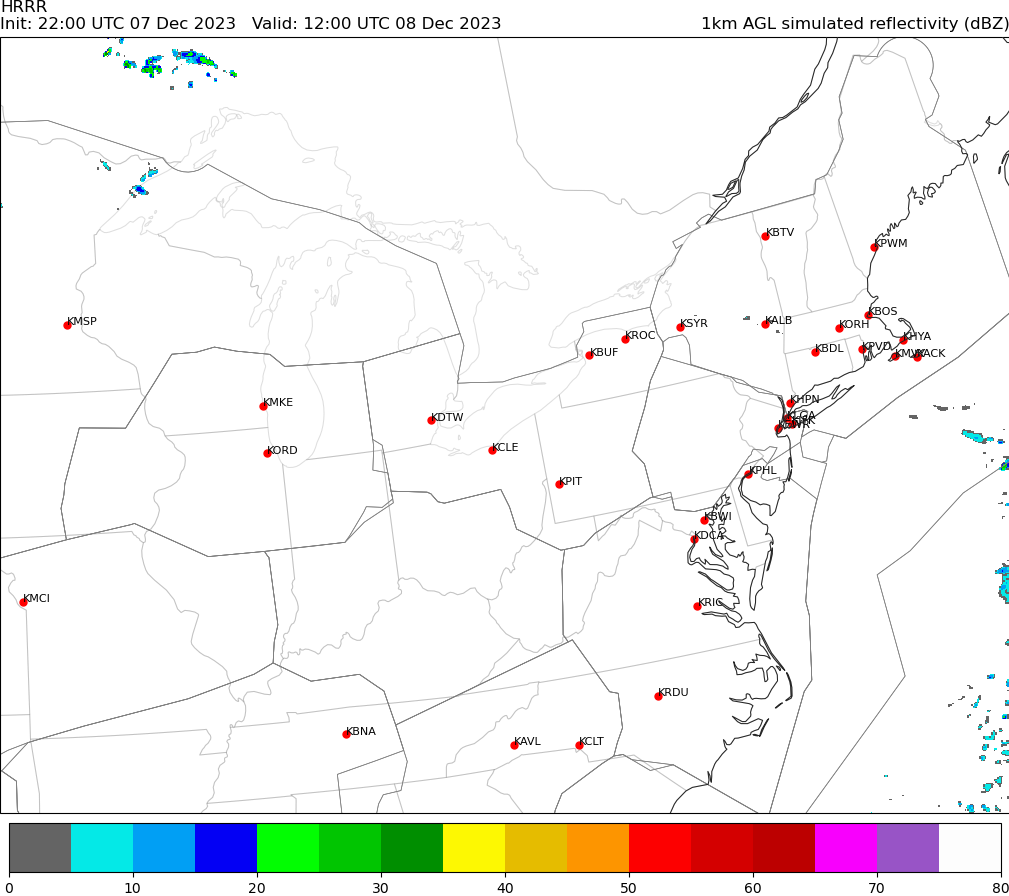 HRRR
Init: 22:00 UTC 07 Dec 2023 Valid: 12:00 UTC 08 Dec 2023 1km AGL simulated reflectivity (dBZ)
KBTV
KPWM
KBOS
KMSP
KSYR
KALB
KORH
KROC
KHYA
KBUF
KBDL
KPVD
KACK
KMKE
KHPN
KDTW
KLGA
KORD
KCLE
KPHL
KPIT
KBWI
KDCA
KMCI
KRIC
KRDU
KBNA
KAVL
KCLT
0 10 20 30 40 50 60 70 80